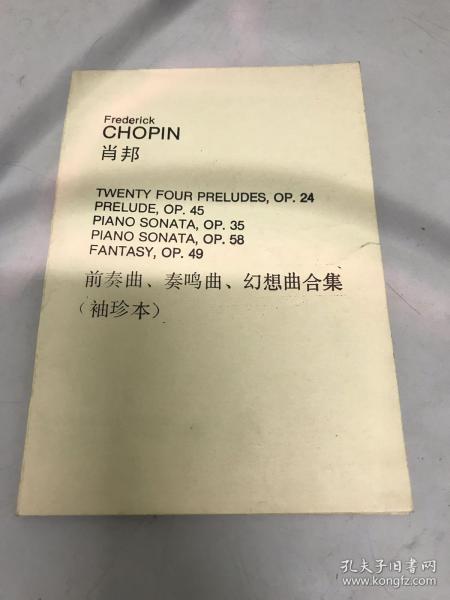 Frederick
CHOPIN
肖邦
TWENTY FOUR PRELUDES, OP. 24
PRELUDE, OP. 45
PIANO SONATA, OP. 35
PIANO SONATA, OP. 58
FANTASY, OP. 49
前奏曲、奏鸣曲、幻想曲合集
（袖珍本）
孔夫子旧书网
www.kongfz.com